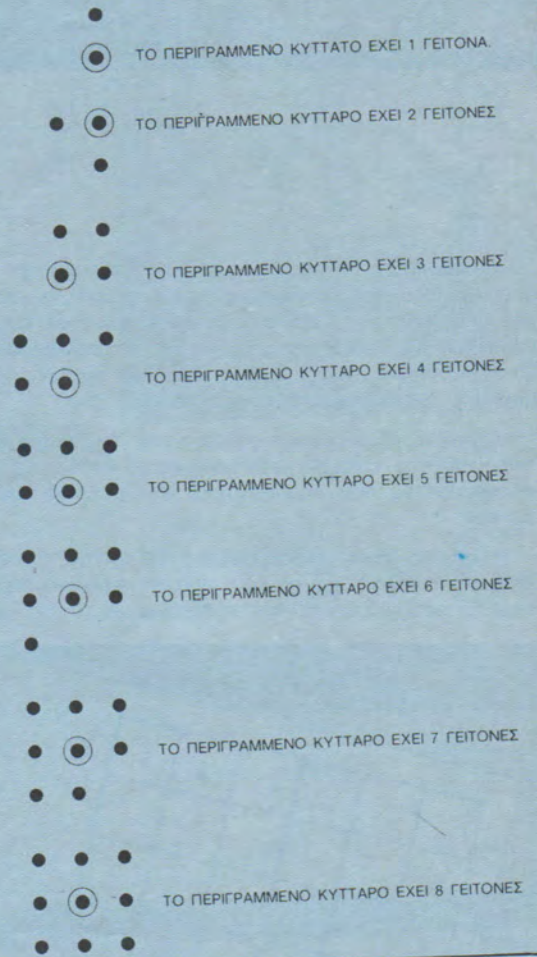 ΤΟ ΠΕΡΙΓΡΑΜΜΕΝΟ ΚΥΤΤΑΤΟ ΕΧΕΙ 1 ΓΕΙΤΟΝΑ.
ΤΟ ΠΕΡΙΓΡΑΜΜΕΝΟ ΚΥΤΤΑΡΟ ΕΧΕΙ 2 ΓΕΙΤΟΝΕΣ
ΤΟ ΠΕΡΙΓΡΑΜΜΕΝΟ ΚΥΤΤΑΡΟ ΕΧΕΙ 3 ΓΕΙΤΟΝΕΣ
ΤΟ ΠΕΡΙΓΡΑΜΜΕΝΟ ΚΥΤΤΑΡΟ ΕΧΕΙ 4 ΓΕΙΤΟΝΕΣ
ΤΟ ΠΕΡΙΓΡΑΜΜΕΝΟ ΚΥΤΤΑΡΟ ΕΧΕΙ 5 ΓΕΙΤΟΝΕΣ
ΤΟ ΠΕΡΙΓΡΑΜΜΕΝΟ ΚΥΤΤΑΡΟ ΕΧΕΙ 6 ΓΕΙΤΟΝΕΣ
ΤΟ ΠΕΡΙΓΡΑΜΜΕΝΟ ΚΥΤΤΑΡΟ ΕΧΕΙ 7 ΓΕΙΤΟΝΕΣ
ΤΟ ΠΕΡΙΓΡΑΜΜΕΝΟ ΚΥΤΤΑΡΟ ΕΧΕΙ 8 ΓΕΙΤΟΝΕΣ